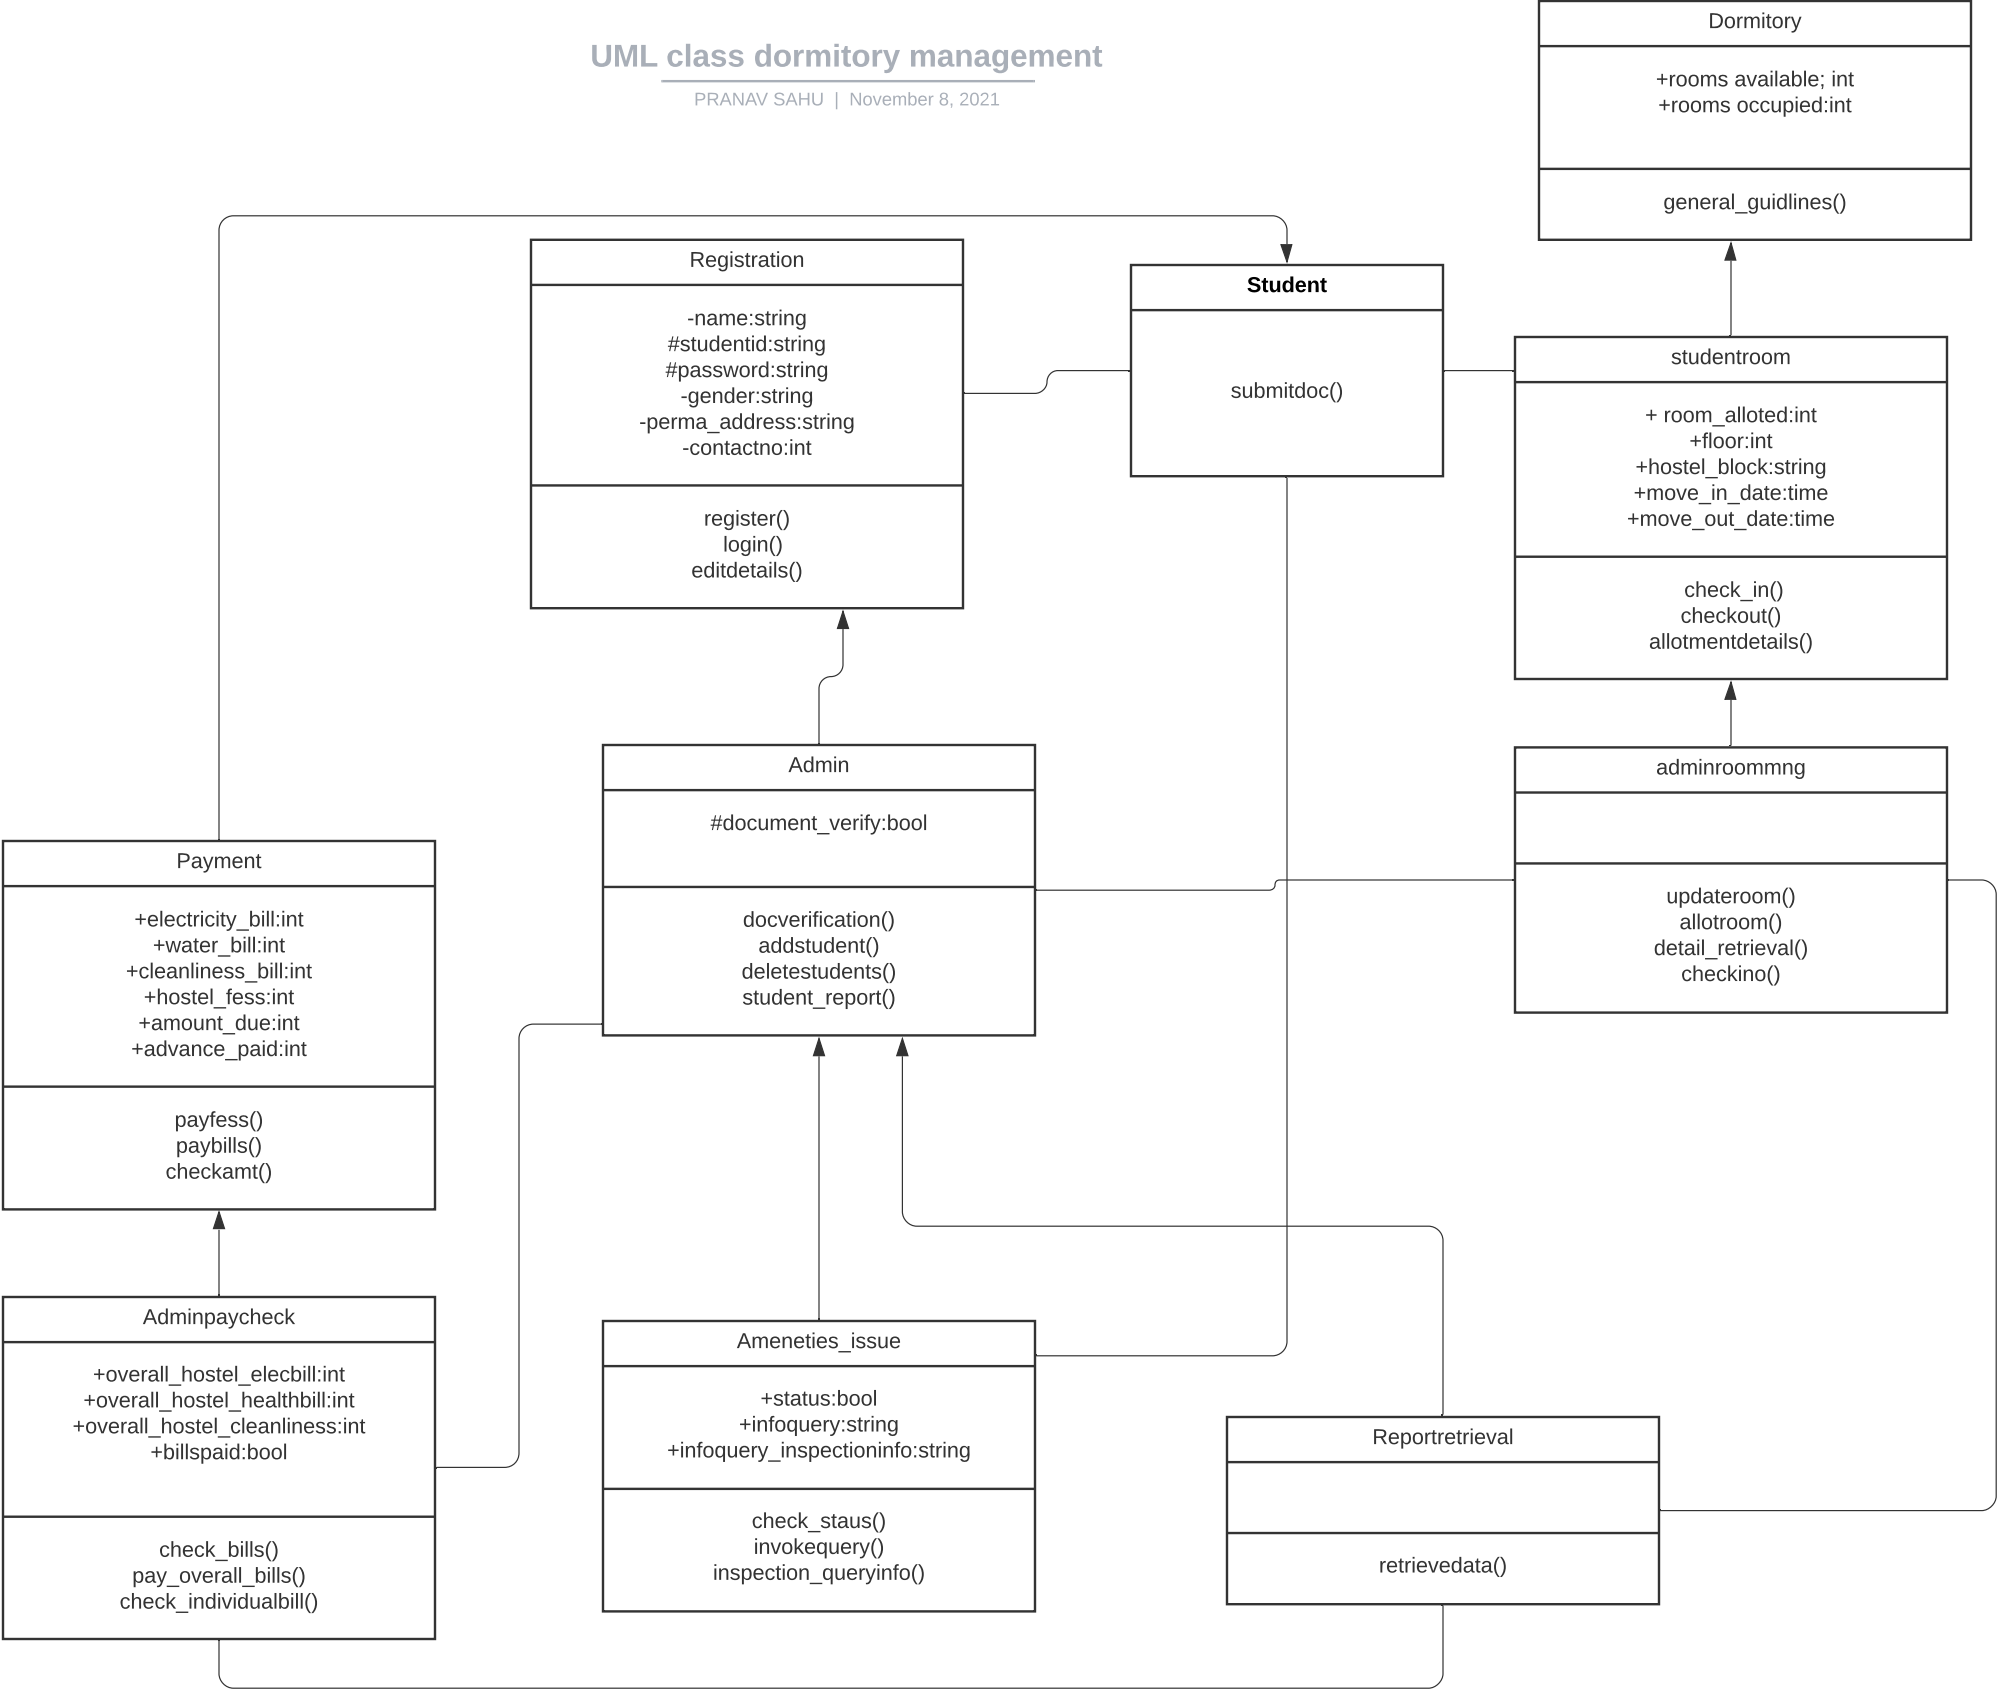 UML class dormitory management
PRANAV SAHU | November 8, 2021
Dormitory
+rooms available; int
+rooms occupied:int
general_guidlines()
Registration
-name:string
#studentid:string
#password:string
-gender:string
-perma_address:string
-contactno:int
register()
login()
editdetails()
Student
submitdoc()
studentroom
+ room_alloted:int
+floor:int
+hostel_block:string
+move_in_date:time
+move_out_date:time
check_in()
checkout()
allotmentdetails()
Admin
#document_verify:bool
docverification()
addstudent()
deletestudents()
student_report()
adminroommng
updateroom()
allotroom()
detail_retrieval()
checkino()
Payment
+electricity_bill:int
+water_bill:int
+cleanliness_bill:int
+hostel_fess:int
+amount_due:int
+advance_paid:int
payfess()
paybills()
checkamt()
Adminpaycheck
+overall_hostel_elecbill:int
+overall_hostel_healthbill:int
+overall_hostel_cleanliness:int
+billspaid:bool
check_bills()
pay_overall_bills()
check_individualbill()
Ameneties_issue
+status:bool
+infoquery:string
+infoquery_inspectioninfo:string
check_staus()
invokequery()
inspection_queryinfo()
Reportretrieval
retrievedata()